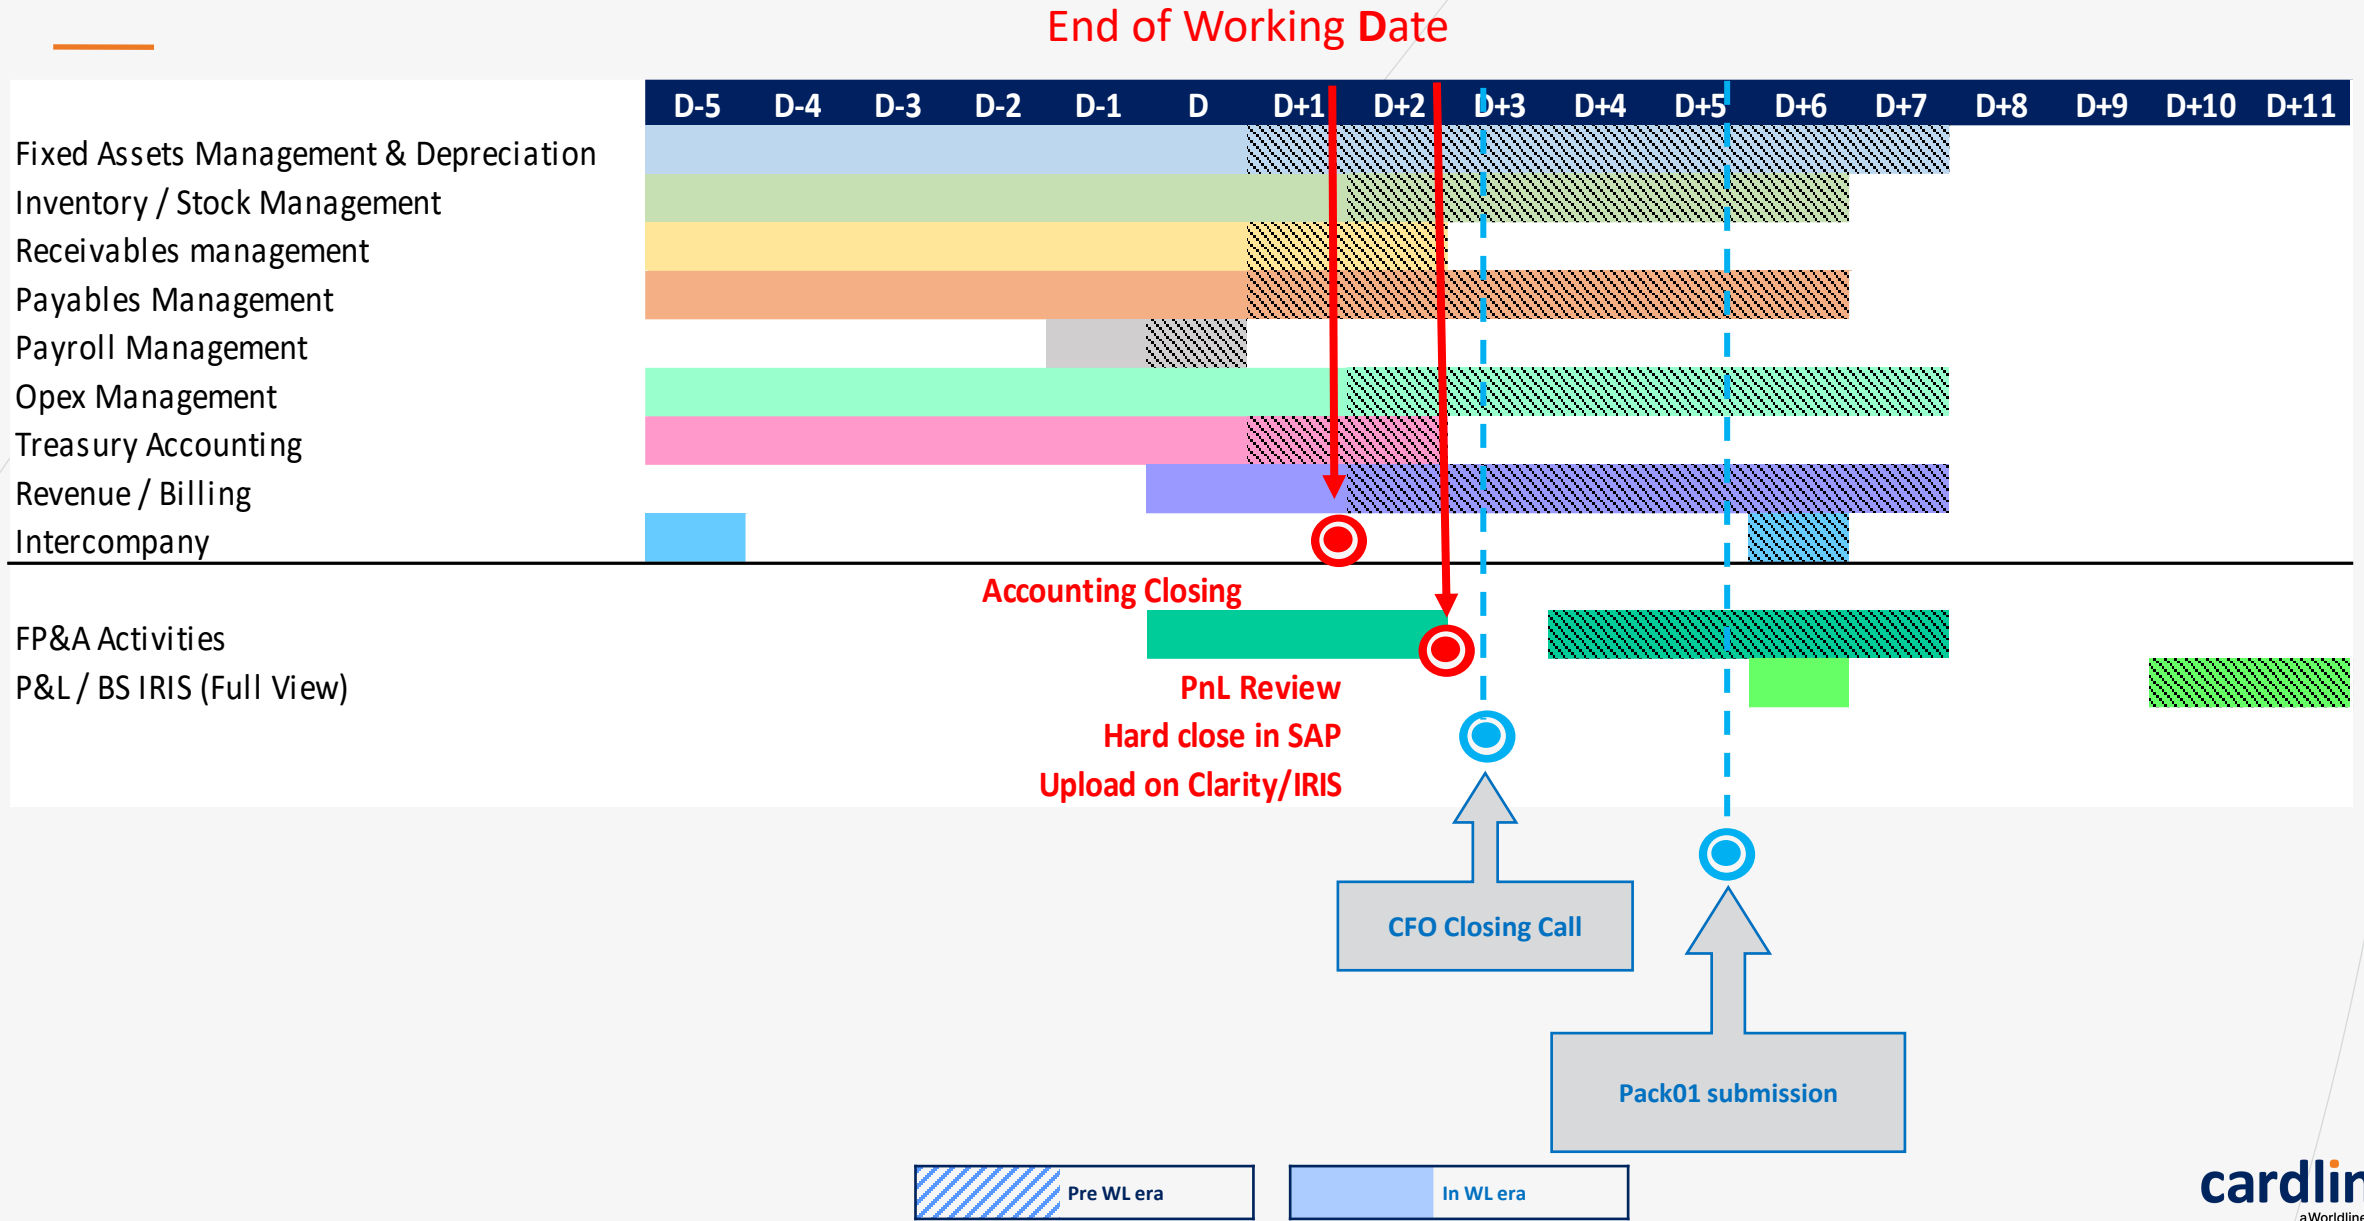 End of Working Date
D-5 D-4 D-3 D-2 D-1 D D+1 D+2 D+3 D+4 D+5 D+6 D+7 D+8 D+9 D+10 D+11
Fixed Assets Management & Depreciation
Inventory / Stock Management
Receivables management
Payables Management
Payroll Management
Opex Management
Treasury Accounting
Revenue / Billing
Intercompany
Accounting Closing
FP&A Activities
P&L / BS IRIS (Full View)
PnL Review
Hard close in SAP
Upload on Clarity/IRIS
CFO Closing Call
Pack01 submission
Pre WL era
In WL era
cardlin
a Worldline